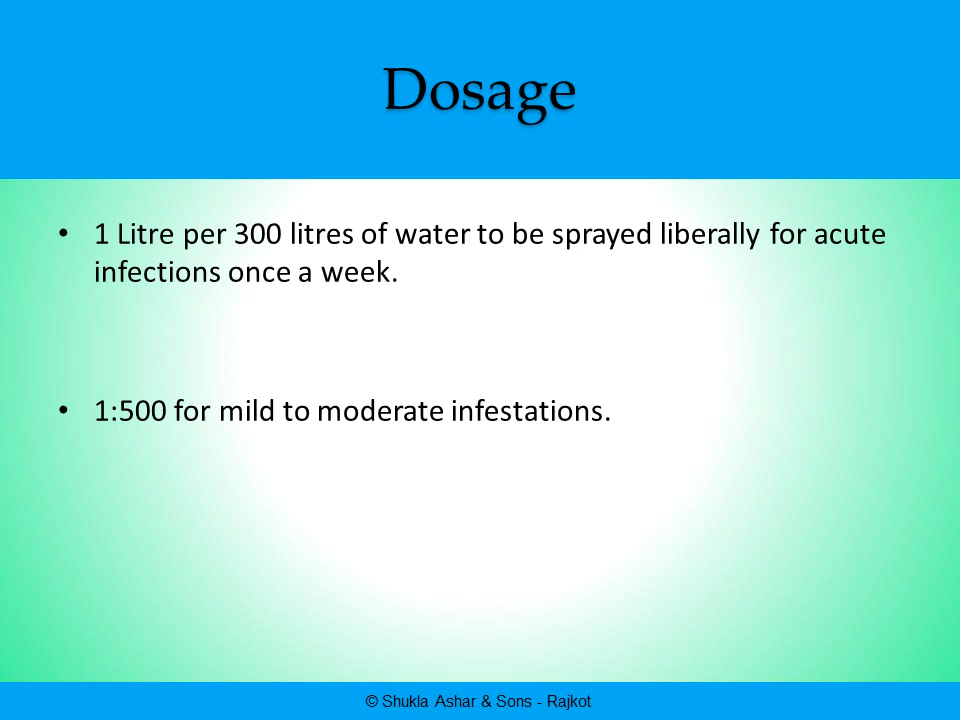 Dosage
• 1 Litre per 300 litres of water to be sprayed liberally for acute
infections once a week.
• 1:500 for mild to moderate infestations.
© Shukla Ashar & Sons - Rajkot